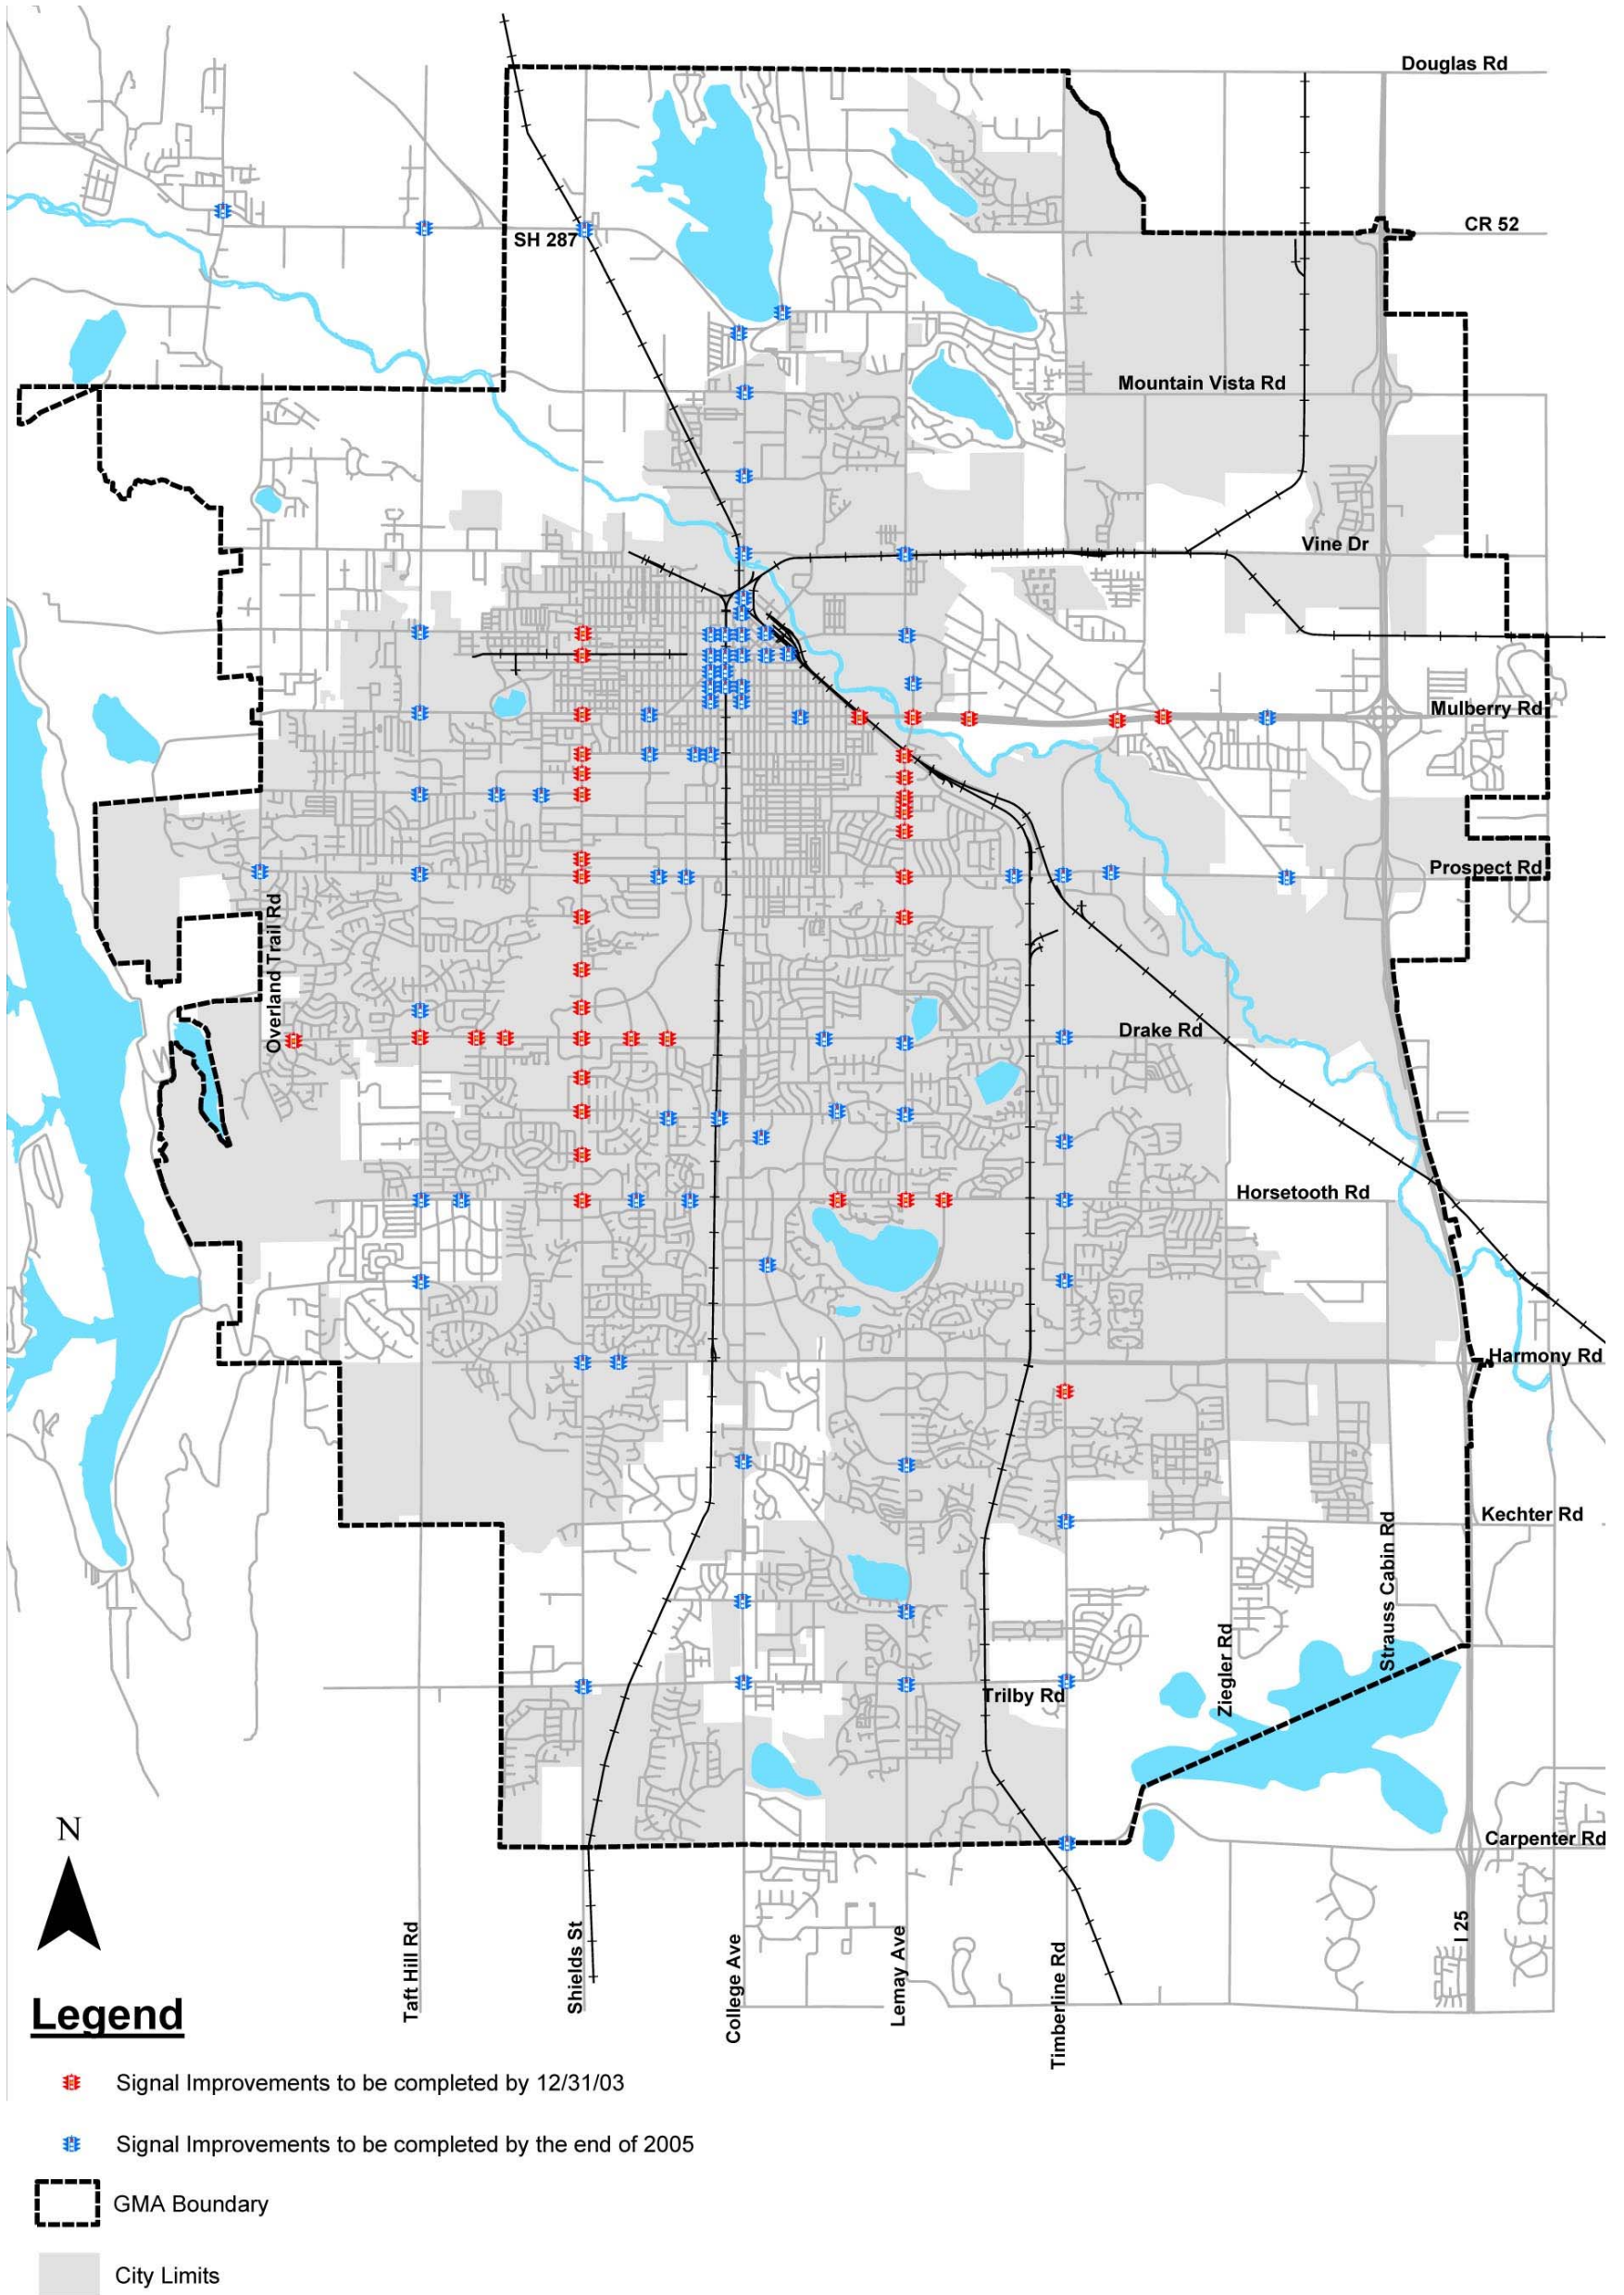 Douglas Rd
CR 52
SH 287
Mountain Vista Rd
Vine Dr
Mulberry Rd
Prospect Rd
Overland Trail Rd
Drake Rd
Horsetooth Rd
Harmony Rd
Kechter Rd
Strauss Cabin Rd
Ziegler Rd
Trilby Rd
Carpenter Rd
N
I 25
Taft Hill Rd
Shields St
College Ave
Lemay Ave
Timberline Rd
Legend
Signal Improvements to be completed by 12/31/03
Signal Improvements to be completed by the end of 2005
GMA Boundary
City Limits